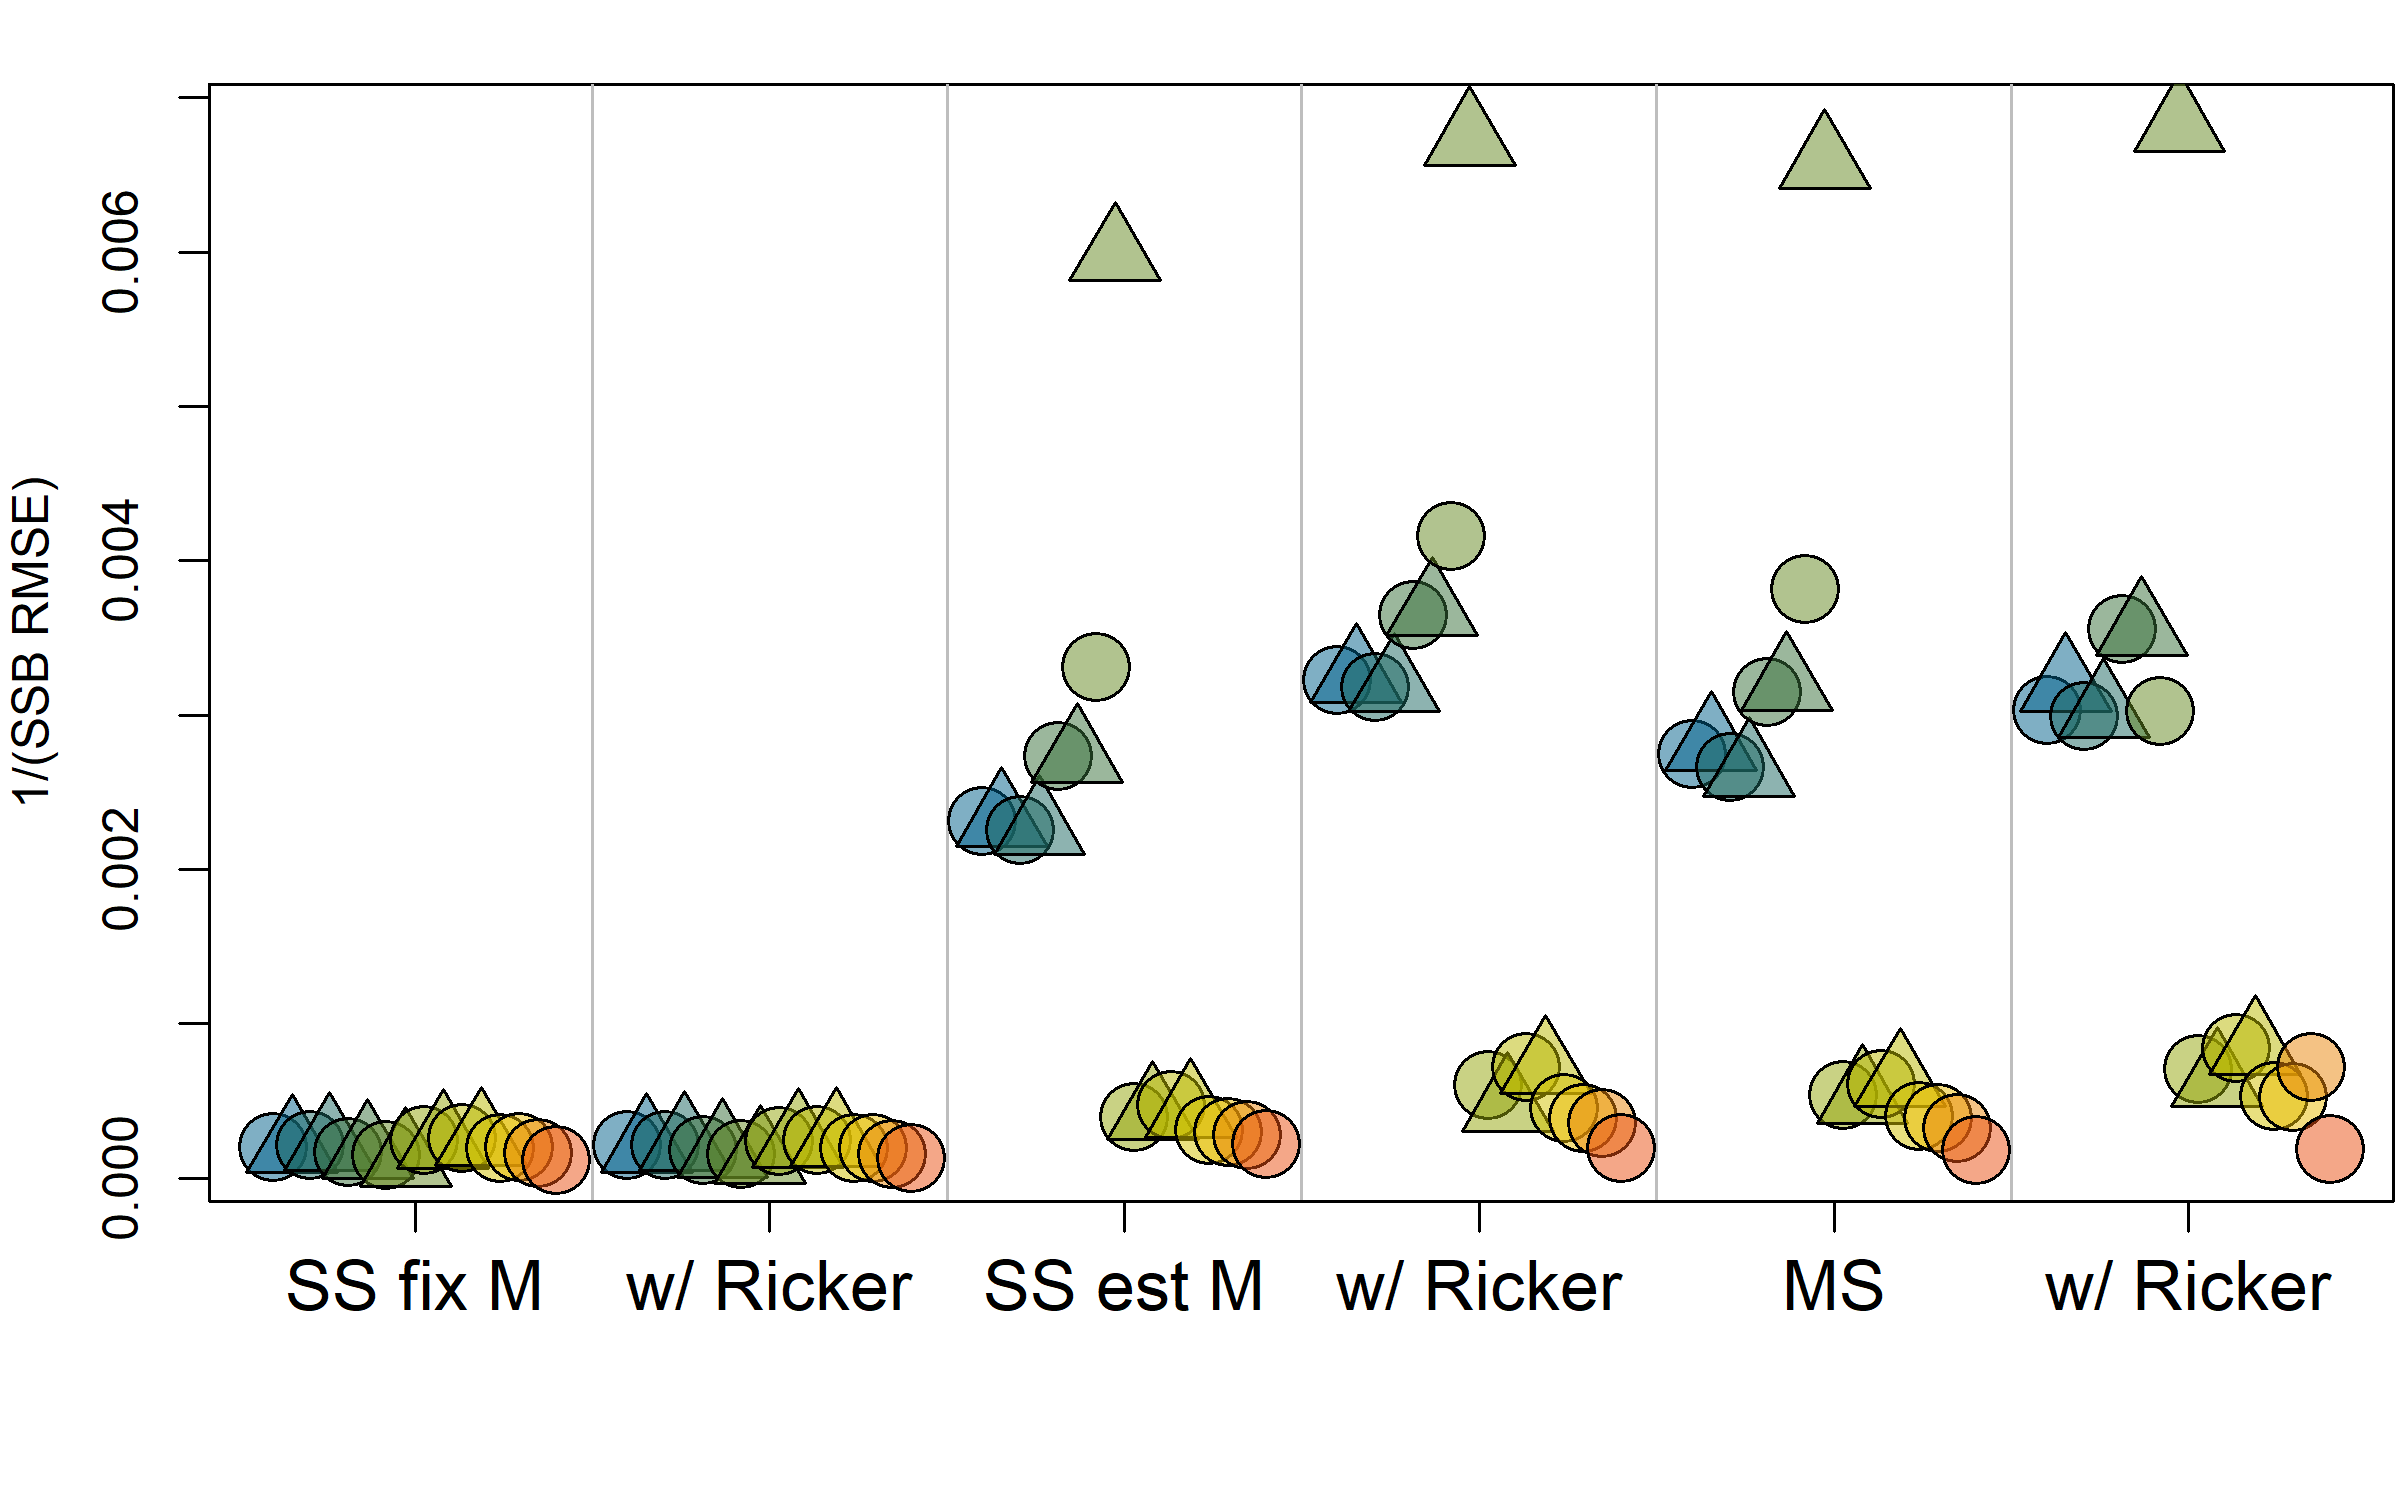 1/(SSB RMSE)
0.006
0.004
0.002
0.000
SS fix M
w/ Ricker
SS est M
w/ Ricker
MS
w/ Ricker